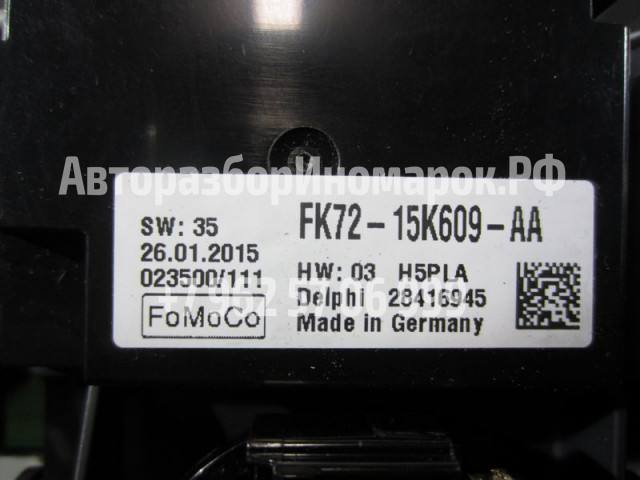 АвторазборИномарок.РФ
SW: 35
FK72-15K609-AA
26.01.2015
023500/111
HW: 03 H5PLA
Delphi 28416945
FoMoCo
Made in Germany